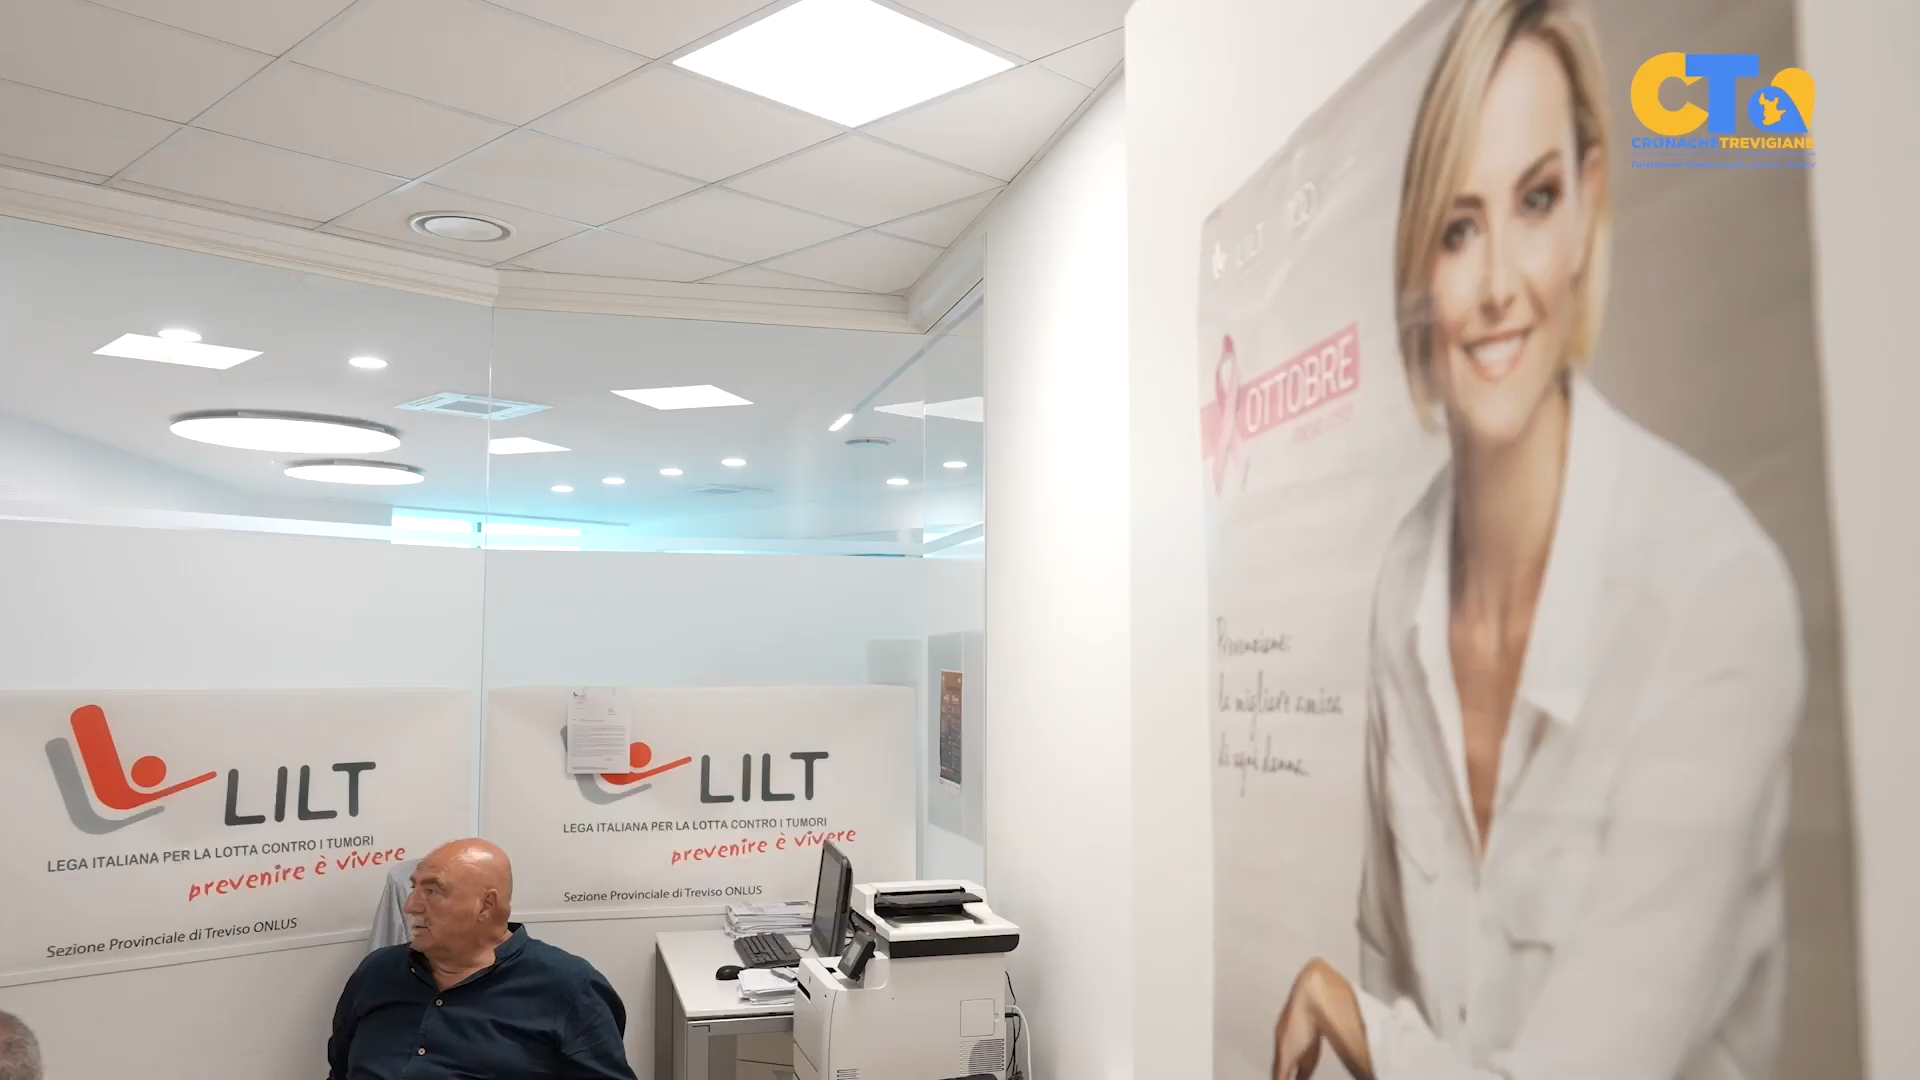 CTa
CRONACHETREVIGIANE
LILT
OTTOBRE
Prevenzione:
la migliore amica
di ogni donna
LILT
LEGA ITALIANA PER LA LOTTA CONTRO I TUMORI
prevenire è vivere
Sezione Provinciale di Treviso ONLUS
LILT
LEGA ITALIANA PER LA LOTTA CONTRO I TUMORI
prevenire è vivere
Sezione Provinciale di Treviso ONLUS